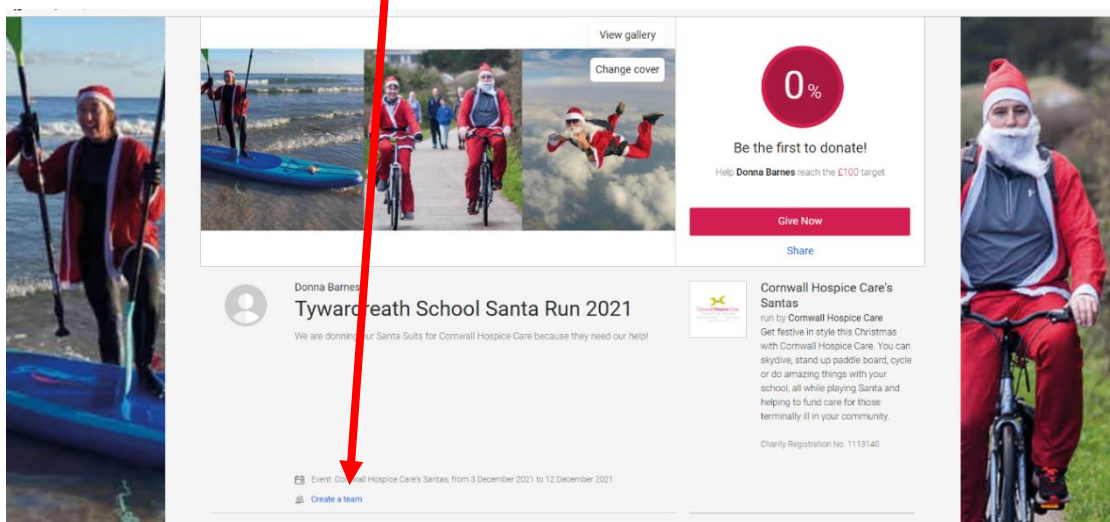 View gallery
Change cover
0%
Be the first to donate!
Help Donna Barnes reach the £100 target
Give Now
Share
Donna Barnes
Tywardreath School Santa Run 2021
We are donning our Santa Suits for Cornwall Hospice Care because they need our help!
Event: Cornwall Hospice Care's Santas, from 3 December 2021 to 12 December 2021
Create a team
Cornwall Hospice Care
Cornwall Hospice Care's
Santas
run by Cornwall Hospice Care
Get festive in style this Christmas
with Cornwall Hospice Care. You can
skydive, stand up paddle board, cycle
or do amazing things with your
school, all while playing Santa and
helping to fund care for those
terminally ill in your community.
Charity Registration No. 1113140